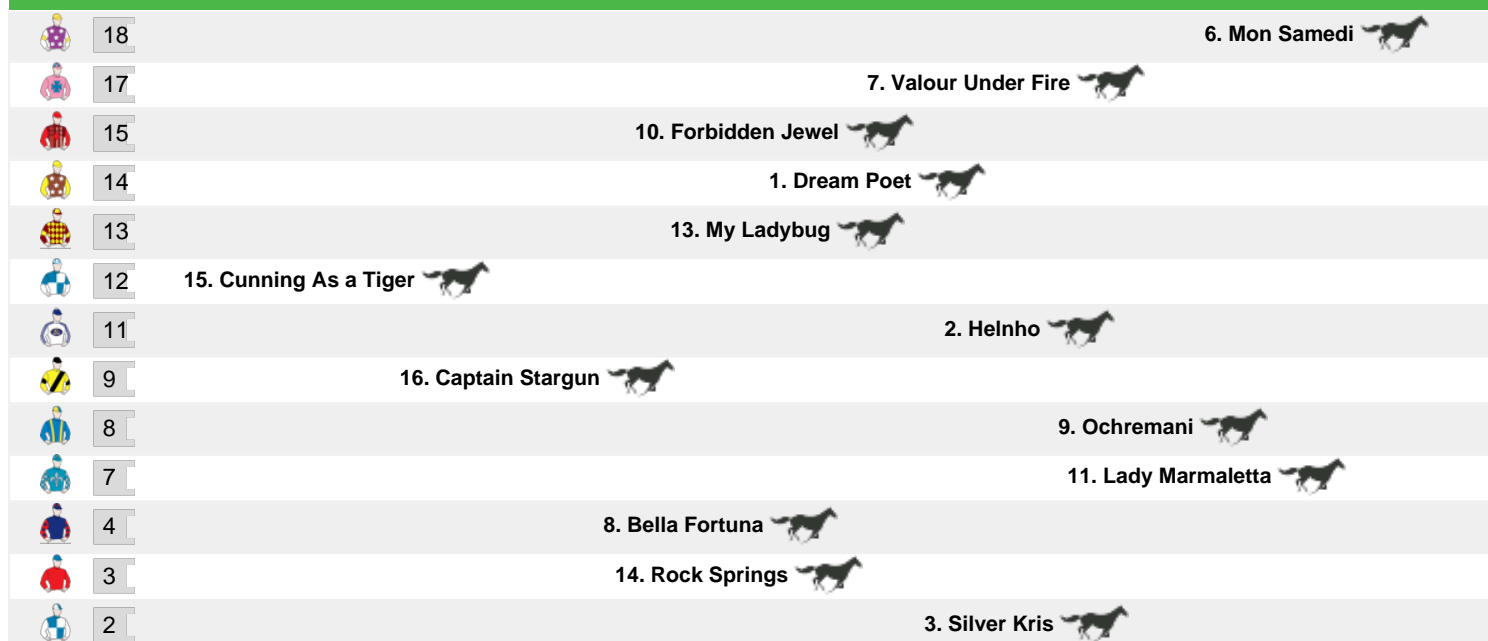 18 6. Mon Samedi
17 7. Valour Under Fire
15 10. Forbidden Jewel
14 1. Dream Poet
13 13. My Ladybug
12 15. Cunning As a Tiger
11 2. Helnho
9 16. Captain Stargun
8 9. Ochremani
7 11. Lady Marmaletta
4 8. Bella Fortuna
3 14. Rock Springs
2 3. Silver Kris